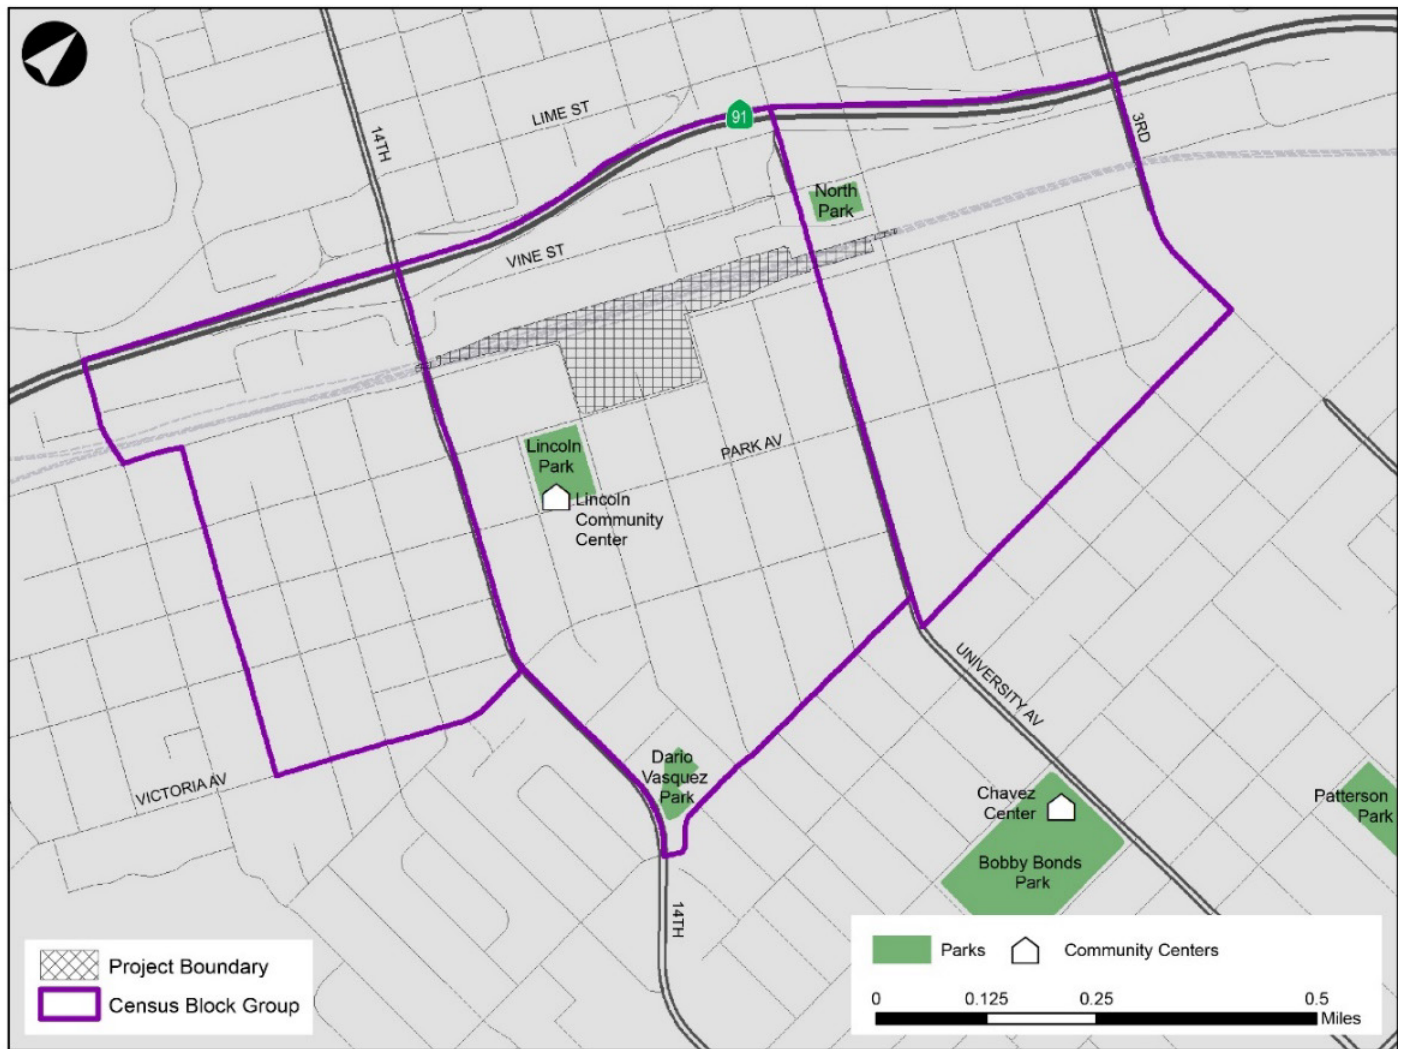 LIME ST
91
14TH
3RD
North
Park
VINE ST
Lincoln
Park
PARK AV
Lincoln
Community
Center
UNIVERSITY AV
VICTORIA AV
Dario
Vasquez
Park
Chavez
Center
Patterson
Park
Bobby Bonds
Park
14TH
Project Boundary
Census Block Group
Parks
Community Centers
0 0.125 0.25 0.5
Miles